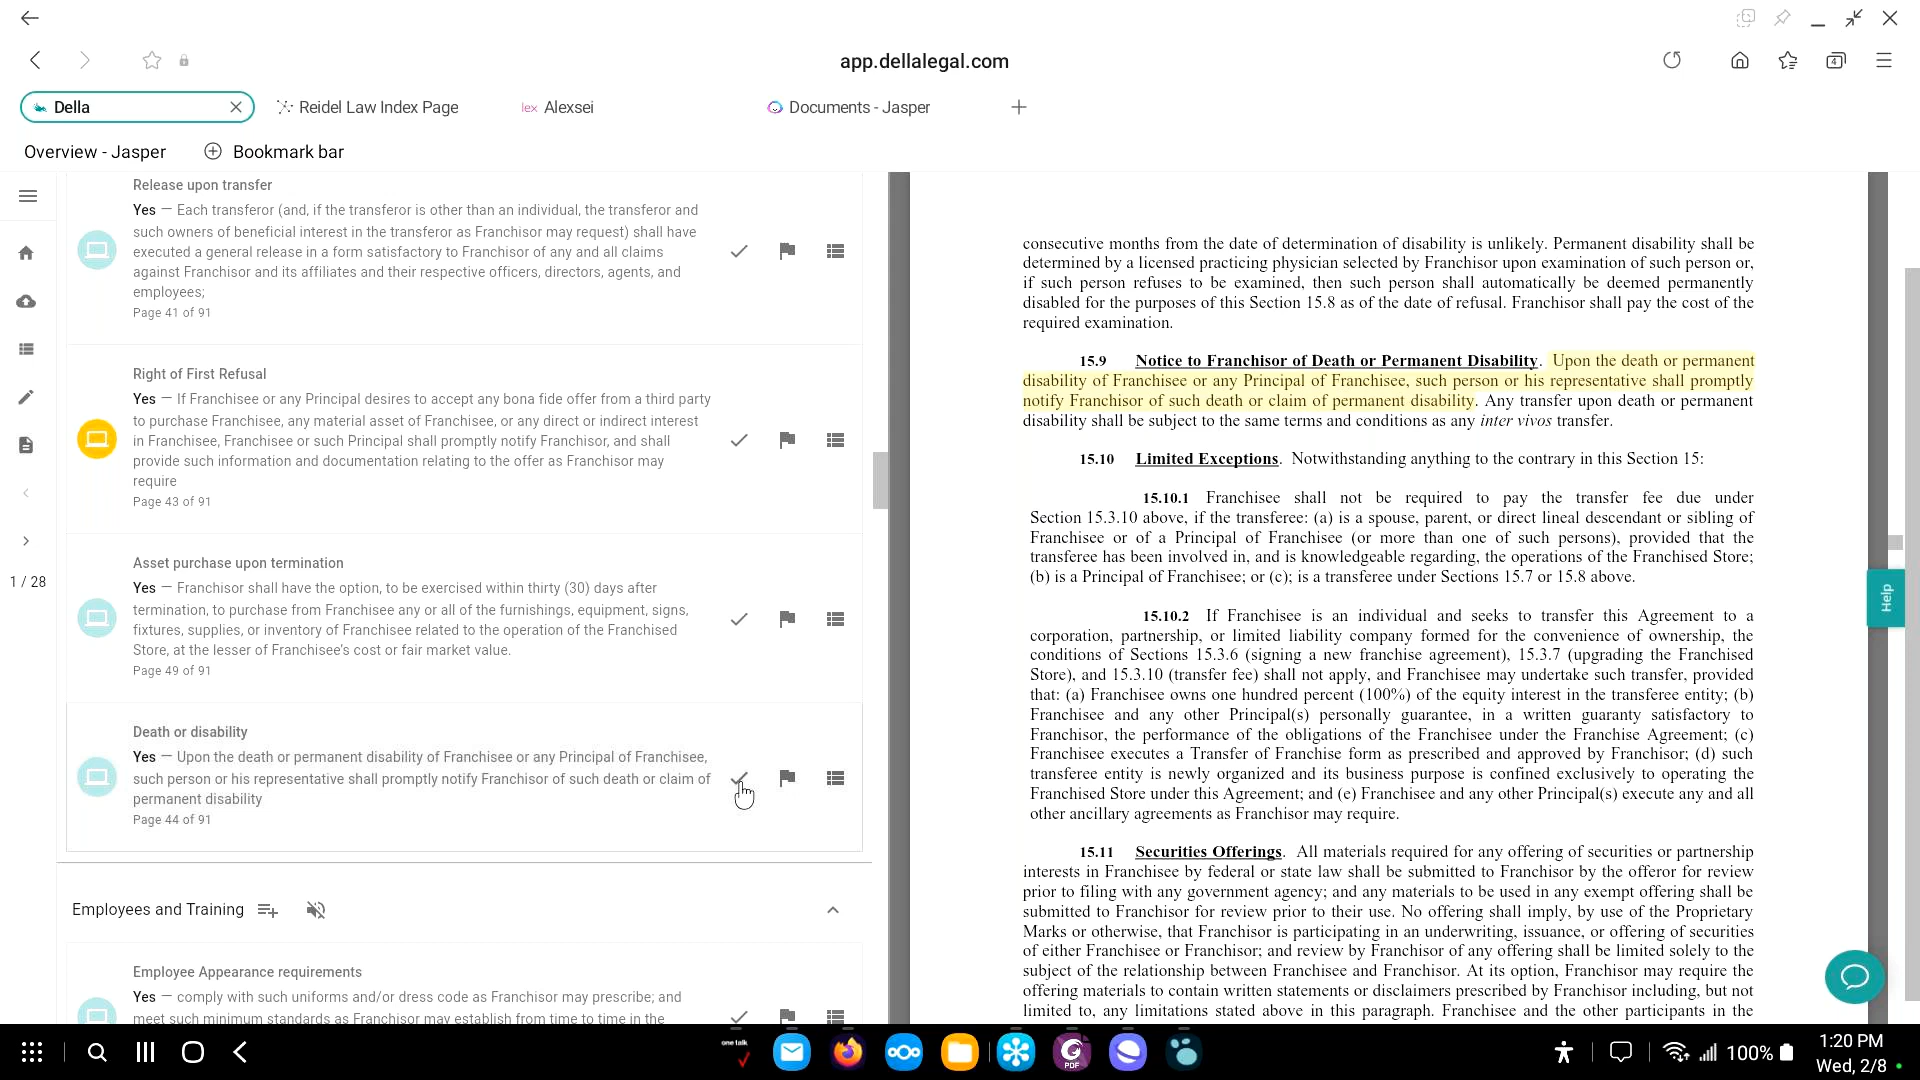 app.dellalegal.com
4
Della
Reidel Law Index Page
lex Alexsei
Documents - Jasper
Overview - Jasper
Bookmark bar
1 / 28
Release upon transfer
Yes — Each transferor (and, if the transferor is other than an individual, the transferor and
such owners of beneficial interest in the transferor as Franchisor may request) shall have
executed a general release in a form satisfactory to Franchisor of any and all claims
against Franchisor and its affiliates and their respective officers, directors, agents, and
employees;
Page 41 of 91
Right of First Refusal
Yes — If Franchisee or any Principal desires to accept any bona fide offer from a third party
to purchase Franchisee, any material asset of Franchisee, or any direct or indirect interest
in Franchisee, Franchisee or such Principal shall promptly notify Franchisor, and shall
provide such information and documentation relating to the offer as Franchisor may
require
Page 43 of 91
Asset purchase upon termination
Yes — Franchisor shall have the option, to be exercised within thirty (30) days after
termination, to purchase from Franchisee any or all of the furnishings, equipment, signs,
fixtures, supplies, or inventory of Franchisee related to the operation of the Franchised
Store, at the lesser of Franchisee's cost or fair market value.
Page 49 of 91
Death or disability
Yes — Upon the death or permanent disability of Franchisee or any Principal of Franchisee,
such person or his representative shall promptly notify Franchisor of such death or claim of
permanent disability
Page 44 of 91
Employees and Training
Employee Appearance requirements
Yes — comply with such uniforms and/or dress code as Franchisor may prescribe; and
meet such minimum standards as Franchisor may establish from time to time in the
consecutive months from the date of determination of disability is unlikely. Permanent disability shall be
determined by a licensed practicing physician selected by Franchisor upon examination of such person or,
if such person refuses to be examined, then such person shall automatically be deemed permanently
disabled for the purposes of this Section 15.8 as of the date of refusal. Franchisor shall pay the cost of the
required examination.
15.9 Notice to Franchisor of Death or Permanent Disability. Upon the death or permanent
disability of Franchisee or any Principal of Franchisee, such person or his representative shall promptly
notify Franchisor of such death or claim of permanent disability. Any transfer upon death or permanent
disability shall be subject to the same terms and conditions as any inter vivos transfer.
15.10 Limited Exceptions. Notwithstanding anything to the contrary in this Section 15:
15.10.1 Franchisee shall not be required to pay the transfer fee due under
Section 15.3.10 above, if the transferee: (a) is a spouse, parent, or direct lineal descendant or sibling of
Franchisee or of a Principal of Franchisee (or more than one of such persons), provided that the
transferee has been involved in, and is knowledgeable regarding, the operations of the Franchised Store;
(b) is a Principal of Franchisee; or (c); is a transferee under Sections 15.7 or 15.8 above.
15.10.2 If Franchisee is an individual and seeks to transfer this Agreement to a
corporation, partnership, or limited liability company formed for the convenience of ownership, the
conditions of Sections 15.3.6 (signing a new franchise agreement), 15.3.7 (upgrading the Franchised
Store), and 15.3.10 (transfer fee) shall not apply, and Franchisee may undertake such transfer, provided
that: (a) Franchisee owns one hundred percent (100%) of the equity interest in the transferee entity; (b)
Franchisee and any other Principal(s) personally guarantee, in a written guaranty satisfactory to
Franchisor, the performance of the obligations of the Franchisee under the Franchise Agreement; (c)
Franchisee executes a Transfer of Franchise form as prescribed and approved by Franchisor; (d) such
transferee entity is newly organized and its business purpose is confined exclusively to operating the
Franchised Store under this Agreement; and (e) Franchisee and any other Principal(s) execute any and all
other ancillary agreements as Franchisor may require.
15.11 Securities Offerings. All materials required for any offering of securities or partnership
interests in Franchisee by federal or state law shall be submitted to Franchisor by the offeror for review
prior to filing with any government agency; and any materials to be used in any exempt offering shall be
submitted to Franchisor for review prior to their use. No offering shall imply, by use of the Proprietary
Marks or otherwise, that Franchisor is participating in an underwriting, issuance, or offering of securities
of either Franchisee or Franchisor; and review by Franchisor of any offering shall be limited solely to the
subject of the relationship between Franchisee and Franchisor. At its option, Franchisor may require the
offering materials to contain written statements or disclaimers prescribed by Franchisor including, but not
limited to, any limitations stated above in this paragraph. Franchisee and the other participants in the
Help
one talk
PDF
100%
1:20 PM
Wed, 2/8